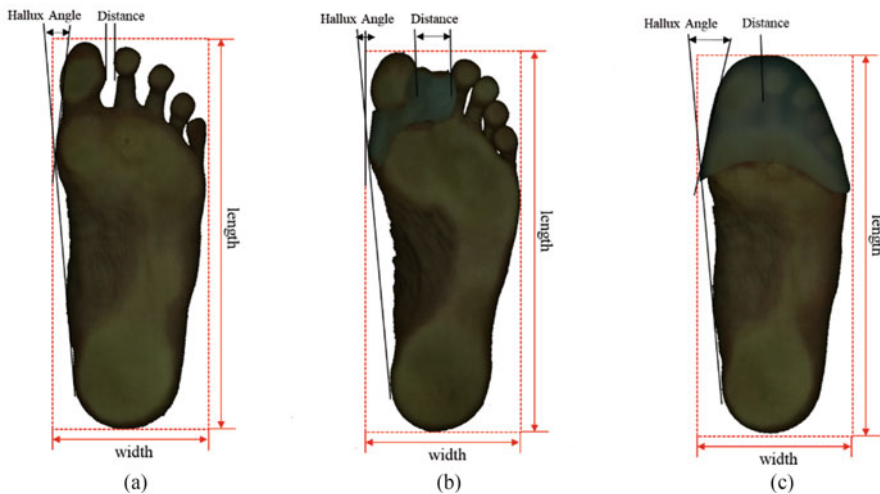 Hallux Angle Distance
length
width
(a)
Hallux Angle Distance
length
width
(b)
Hallux Angle Distance
length
width
(c)